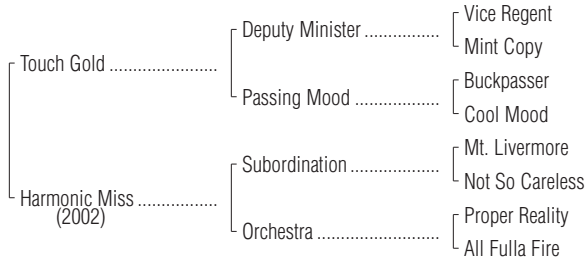 Vice Regent
Deputy Minister ................
Mint Copy
Touch Gold .......................
Buckpasser
Passing Mood ..................
Cool Mood
Mt. Livermore
Subordination ...................
Not So Careless
Harmonic Miss .................
(2002)
Proper Reality
Orchestra ..........................
All Fulla Fire